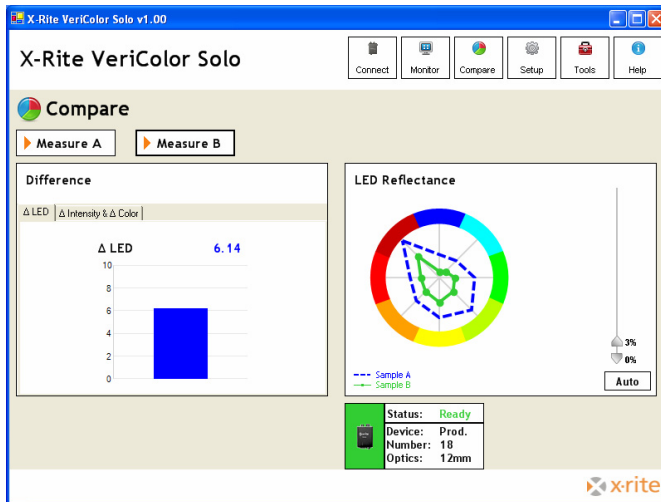 X-Rite VeriColor Solo v1.00
X-Rite VeriColor Solo
Connect Monitor Compare Setup Tools Help
Compare
Measure A Measure B
Difference
Δ LED Δ Intensity & Δ Color
Δ LED 6.14
10
8
6
4
2
0
LED Reflectance
3%
0%
Sample A
Sample B
Auto
Status: Ready
Device: Prod.
Number: 18
Optics: 12mm
x·rite